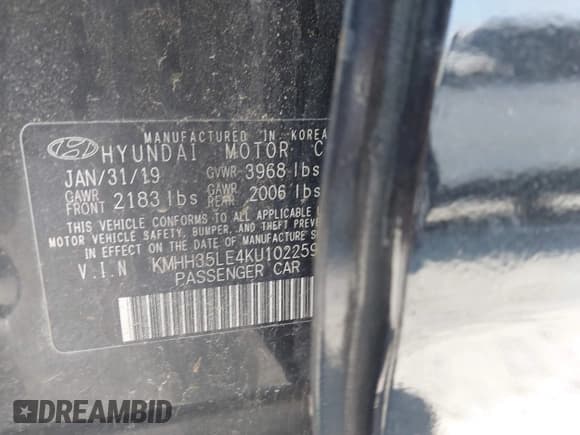 MANUFACTURED IN KOREA
HYUNDAI MOTOR C
JAN/31/19 GVWR 3968 lbs
GAWR FRONT 2183 lbs GAWR REAR 2006 lbs
THIS VEHICLE CONFORMS TO ALL APPLICABLE
MOTOR VEHICLE SAFETY, BUMPER, AND THEFT
IN EFFECT ON THE DATE OF MANUFACTURE
V.I.N KMHH35LE4KU102259
PASSENGER CAR
DREAMBID